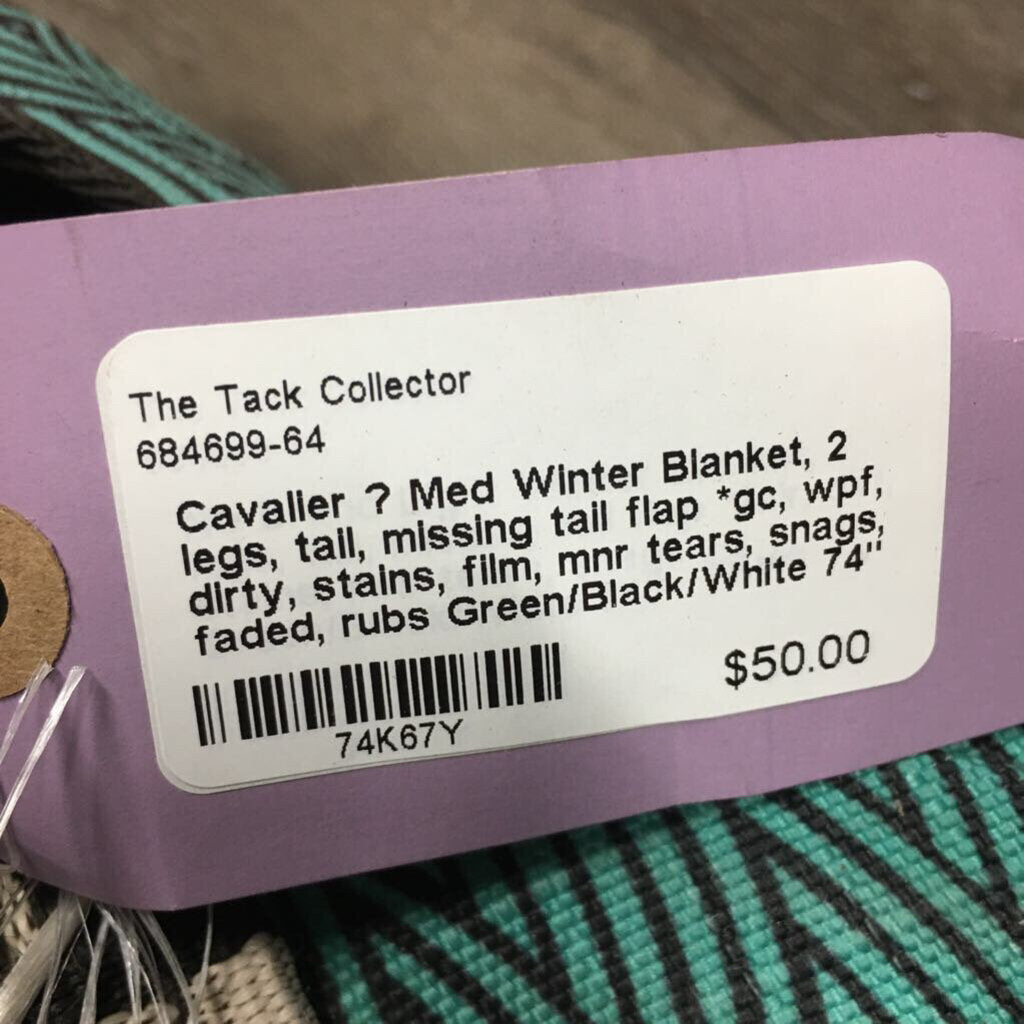 The Tack Collector
684699-64
Cavalier ? Med Winter Blanket, 2
legs, tail, missing tail flap *gc, wpf,
dirty, stains, film, mnr tears, snags,
faded, rubs Green/Black/White 74"
$50.00
74K67Y